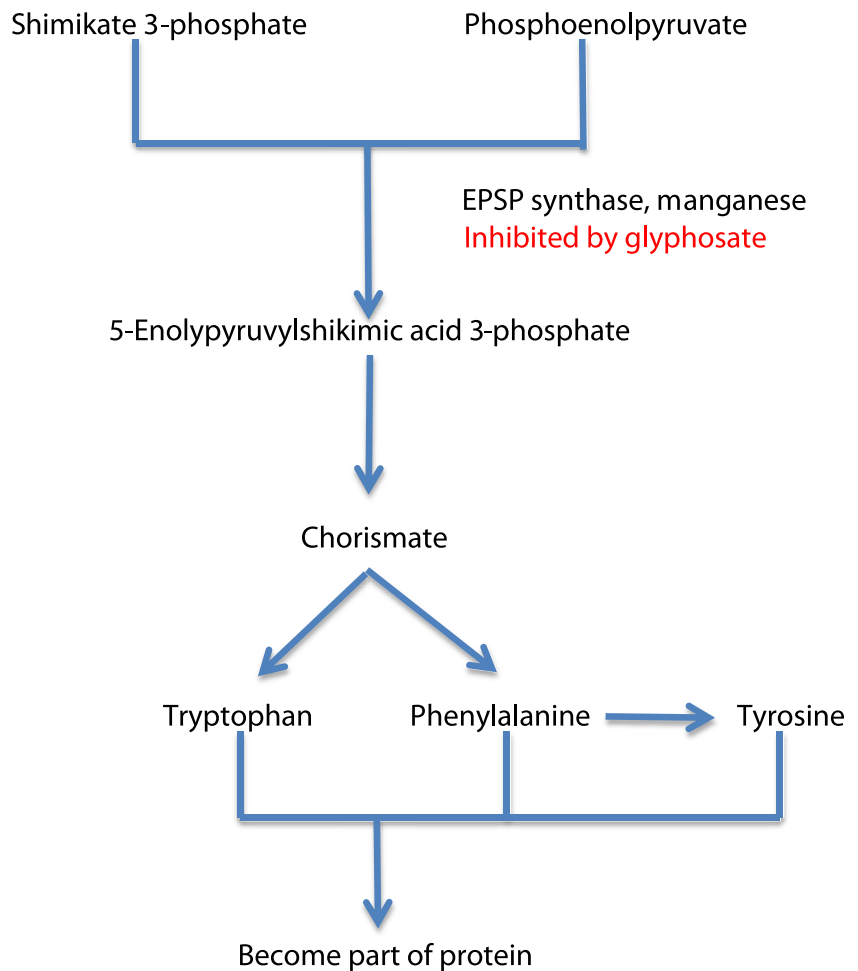 Shimikate 3-phosphate
Phosphoenolpyruvate
EPSP synthase, manganese
Inhibited by glyphosate
5-Enolypyruvylshikimic acid 3-phosphate
Chorismate
Tryptophan
Phenylalanine
Tyrosine
Become part of protein